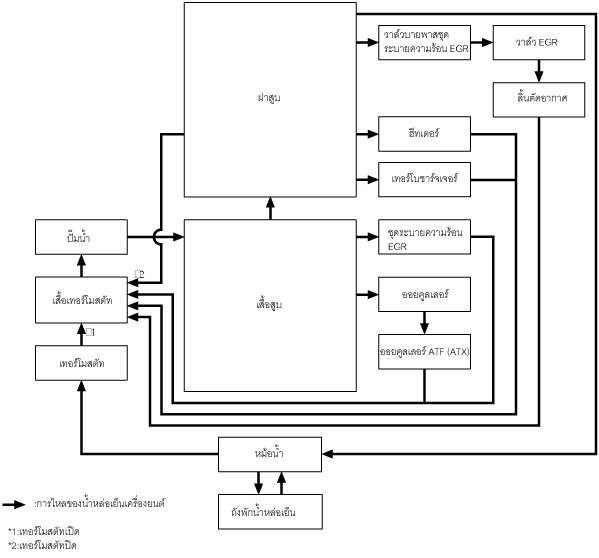 วาล์วบายพาสชุด
ระบายความร้อน EGR
วาล์ว EGR
ฝาสูบ
ลิ้นตัดอากาศ
ฮีทเตอร์
เทอร์โบชาร์จเจอร์
ปั๊มน้ำ
ชุดระบายความร้อน
EGR
*2
เสื้อเทอร์โมสตัท
เสื้อสูบ
ออยคูลเลอร์
*1
เทอร์โมสตัท
ออยคูลเลอร์ ATF (ATX)
หม้อน้ำ
ถังพักน้ำหล่อเย็น
:การไหลของน้ำหล่อเย็นเครื่องยนต์
*1:เทอร์โมสตัทเปิด
*2:เทอร์โมสตัทปิด